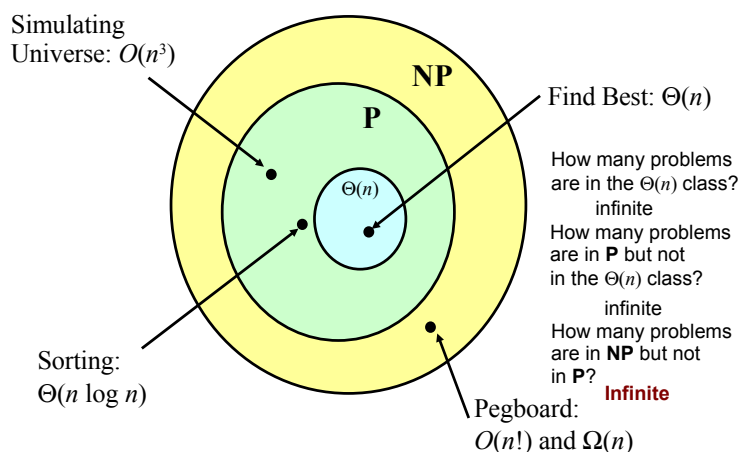 Simulating
Universe: O(n³)
NP
P
Find Best: Θ(n)
Θ(n)
How many problems
are in the Θ(n) class?
infinite
How many problems
are in P but not
in the Θ(n) class?
infinite
How many problems
are in NP but not
in P?
Infinite
Sorting:
Θ(n log n)
Pegboard:
O(n!) and Ω(n)